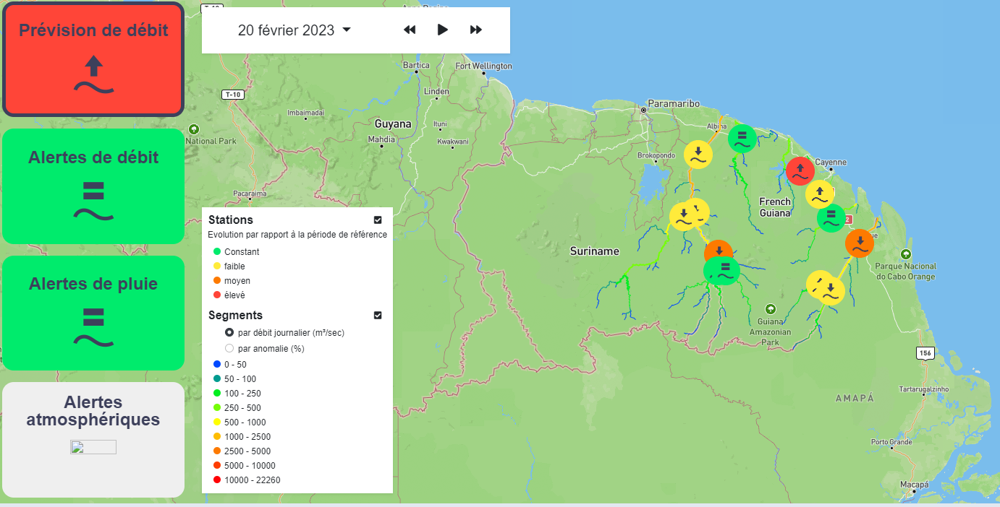 Prévision de débit
Alertes de débit
Alertes de pluie
Alertes
atmosphériques
20 février 2023
Stations
Evolution par rapport à la période de référence
Constant
faible
moyen
élevé
Segments
par débit journalier (m³/sec)
par anomalie (%)
0 - 50
50 - 100
100 - 250
250 - 500
500 - 1000
1000 - 2500
2500 - 5000
5000 - 10000
10000 - 22260
T-10
Bartica
Fort Wellington
T-10
Linden
Imbaimadai
Guyana
Ituni
Mahdia
Kwakwani
National Park
Pacaraima
Paramaribo
Albina
Brokopondo
Cayenne
French
Guiana
2
Suriname
Parque Nacional
do Cabo Orange
Guiana
Amazonian
Park
156
AMAPÁ
Tartarugalzinho
Porto Grande
Macapá